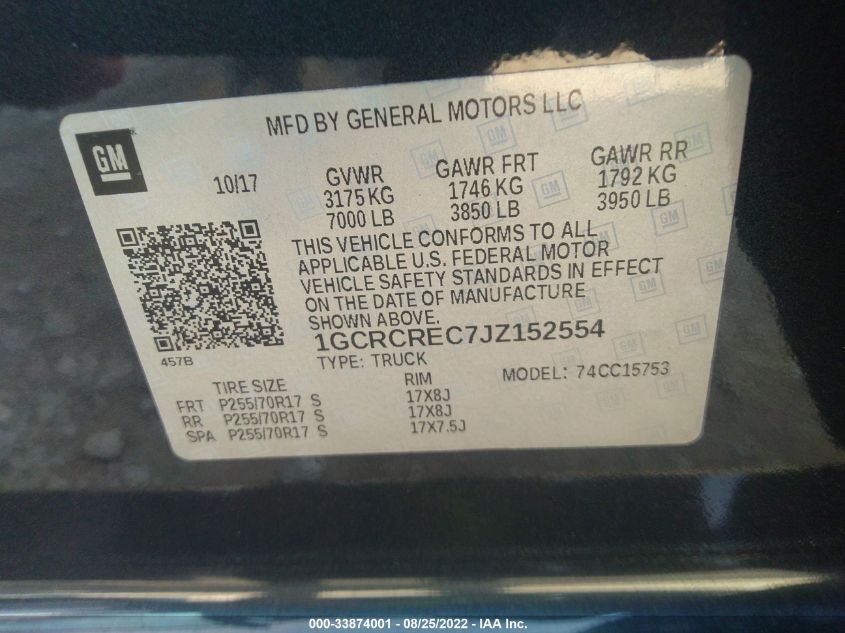 MFD BY GENERAL MOTORS LLC
GM
10/17
GVWR GAWR FRT GAWR RR
3175 KG 1746 KG 1792 KG
7000 LB 3850 LB 3950 LB
THIS VEHICLE CONFORMS TO ALL
APPLICABLE U.S. FEDERAL MOTOR
VEHICLE SAFETY STANDARDS IN EFFECT
ON THE DATE OF MANUFACTURE
SHOWN ABOVE.
457B
1GCRCREC7JZ152554
TYPE: TRUCK
MODEL: 74CC15753
TIRE SIZE RIM
FRT P255/70R17 S 17X8J
RR P255/70R17 S 17X8J
SPA P255/70R17 S 17X7.5J
000-33874001 - 08/25/2022 - IAA Inc.